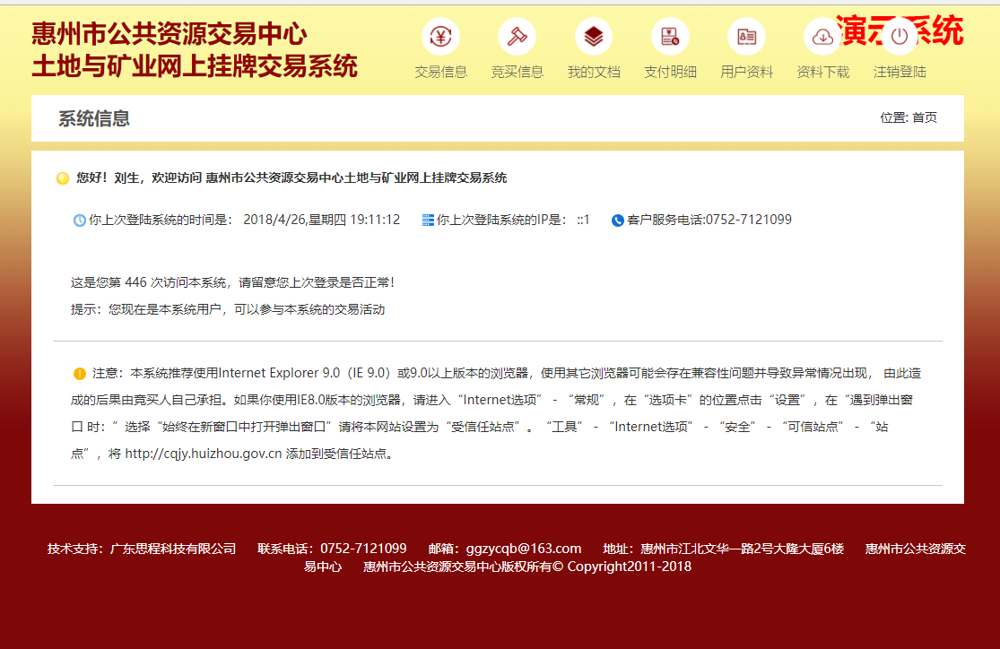 惠州市公共资源交易中心
土地与矿业网上挂牌交易系统
演示系统
交易信息 竞买信息 我的文档 支付明细 用户资料 资料下载 注销登陆
系统信息 位置: 首页
您好！刘生，欢迎访问 惠州市公共资源交易中心土地与矿业网上挂牌交易系统
你上次登陆系统的时间是： 2018/4/26,星期四 19:11:12 你上次登陆系统的IP是： ::1 客户服务电话:0752-7121099
这是您第 446 次访问本系统，请留意您上次登录是否正常!
提示：您现在是本系统用户，可以参与本系统的交易活动
注意：本系统推荐使用Internet Explorer 9.0（IE 9.0）或9.0以上版本的浏览器，使用其它浏览器可能会存在兼容性问题并导致异常情况出现， 由此造
成的后果由竞买人自己承担。如果你使用IE8.0版本的浏览器，请进入“Internet选项” - “常规”，在“选项卡”的位置点击“设置”，在“遇到弹出窗
口 时：”选择“始终在新窗口中打开弹出窗口”请将本网站设置为“受信任站点”。 “工具” - “Internet选项” - “安全” - “可信站点” - “站
点”，将 http://cqjy.huizhou.gov.cn 添加到受信任站点。
技术支持：广东思程科技有限公司 联系电话：0752-7121099 邮箱：ggzycqb@163.com 地址：惠州市江北文华一路2号大隆大厦6楼 惠州市公共资源交
易中心 惠州市公共资源交易中心版权所有© Copyright2011-2018